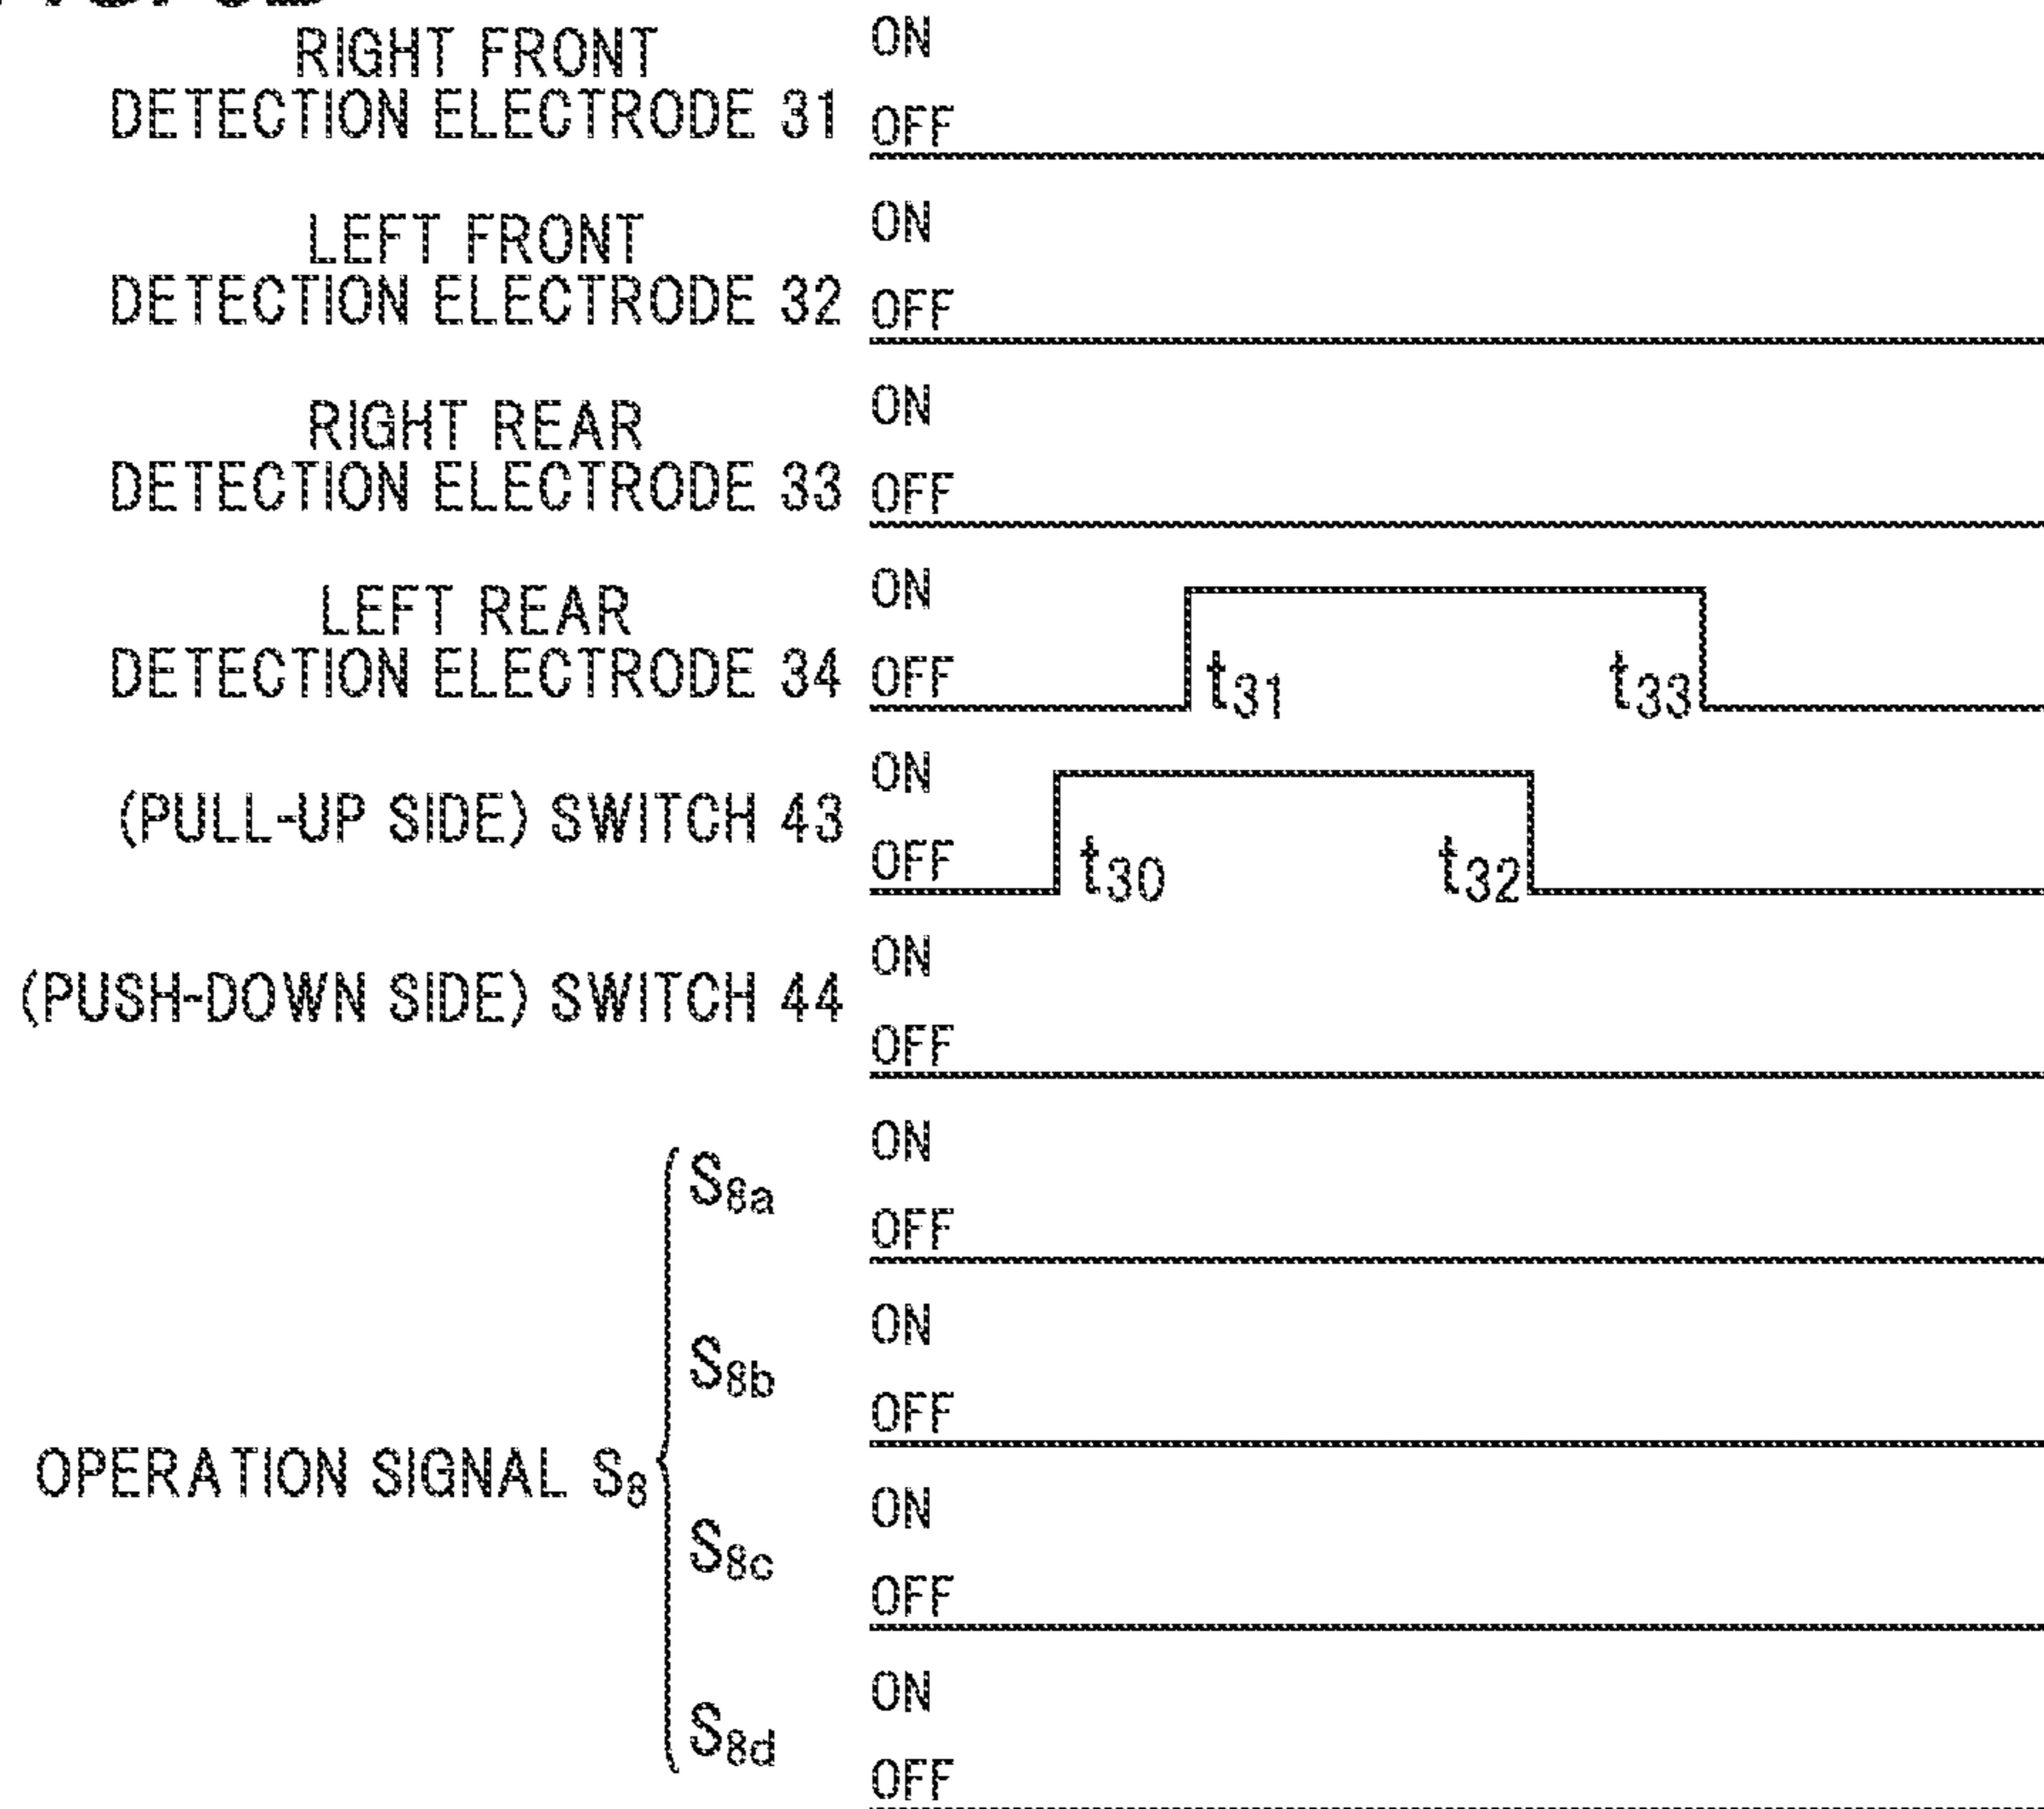 RIGHT FRONT
DETECTION ELECTRODE 31
ON
OFF
LEFT FRONT
DETECTION ELECTRODE 32
ON
OFF
RIGHT REAR
DETECTION ELECTRODE 33
ON
OFF
LEFT REAR
DETECTION ELECTRODE 34
ON
OFF
t31
t33
(PULL-UP SIDE) SWITCH 43
ON
OFF
t30
t32
(PUSH-DOWN SIDE) SWITCH 44
ON
OFF
OPERATION SIGNAL S8
S8a
ON
OFF
S8b
ON
OFF
S8c
ON
OFF
S8d
ON
OFF